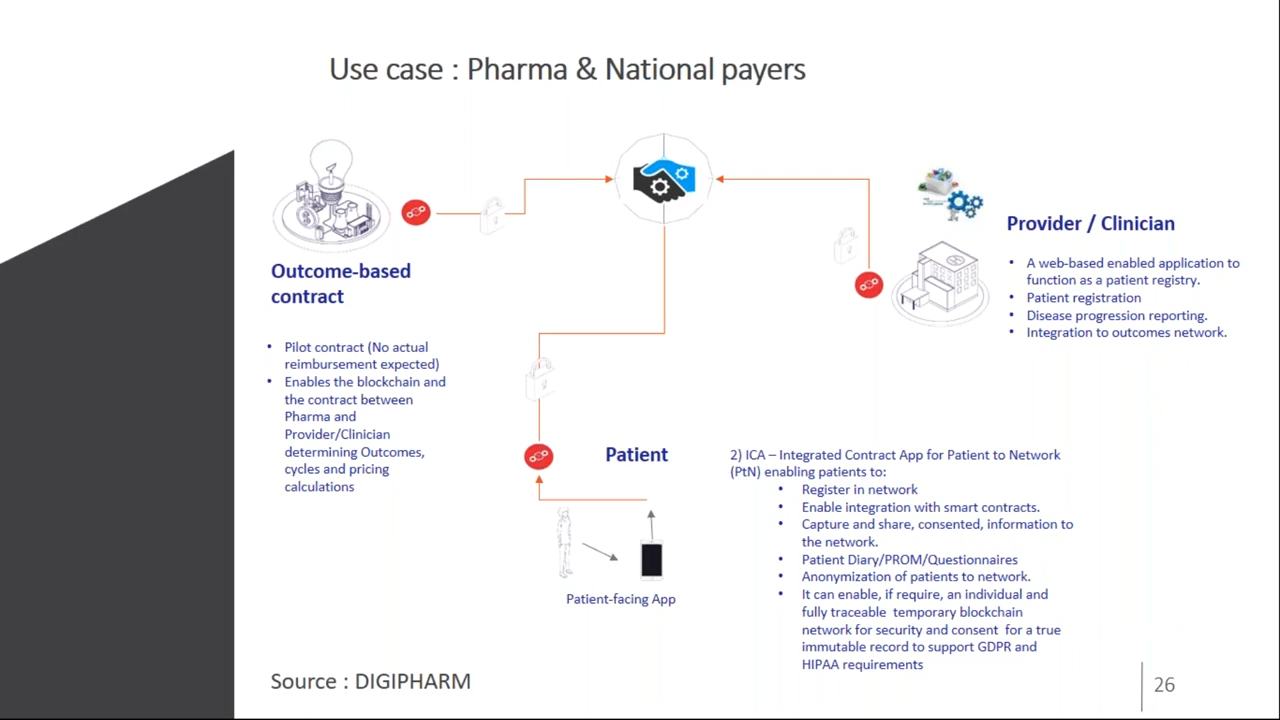 Use case : Pharma & National payers
Outcome-based
contract
• Pilot contract (No actual
reimbursement expected)
• Enables the blockchain and
the contract between
Pharma and
Provider/Clinician
determining Outcomes,
cycles and pricing
calculations
Provider / Clinician
• A web-based enabled application to
function as a patient registry.
• Patient registration
• Disease progression reporting.
• Integration to outcomes network.
Patient
Patient-facing App
2) ICA – Integrated Contract App for Patient to Network
(PtN) enabling patients to:
• Register in network
• Enable integration with smart contracts.
• Capture and share, consented, information to
the network.
• Patient Diary/PROM/Questionnaires
• Anonymization of patients to network.
• It can enable, if require, an individual and
fully traceable temporary blockchain
network for security and consent for a true
immutable record to support GDPR and
HIPAA requirements
Source : DIGIPHARM
26